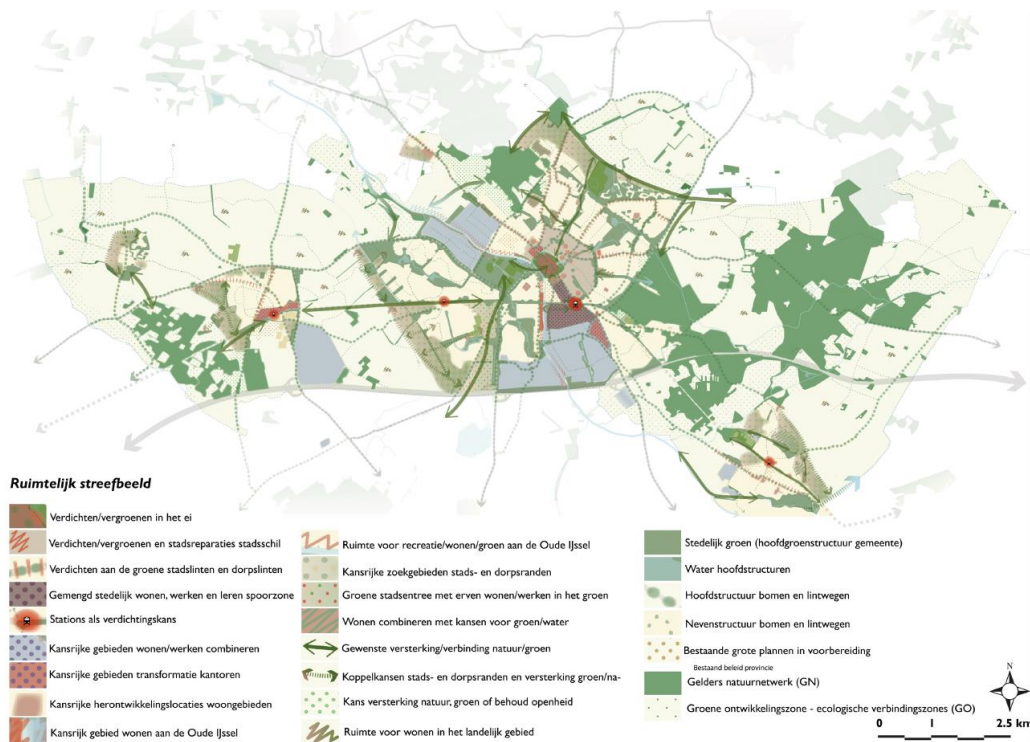 Ruimtelijk streefbeeld
Verdichten/vergroenen in het ei
Verdichten/vergroenen en stadsreparaties stadsschil
Verdichten aan de groene stadslinten en dorpslinten
Gemengd stedelijk wonen, werken en leren spoorzone
Stations als verdichtingskans
Kansrijke gebieden wonen/werken combineren
Kansrijke gebieden transformatie kantoren
Kansrijke herontwikkelingslocaties woongebieden
Kansrijk gebied wonen aan de Oude IJssel
Ruimte voor recreatie/wonen/groen aan de Oude IJssel
Kansrijke zoekgebieden stads- en dorpsranden
Groene stadsentree met erven wonen/werken in het groen
Wonen combineren met kansen voor groen/water
Gewenste versterking/verbinding natuur/groen
Koppelkansen stads- en dorpsranden en versterking groen/na-
Kans versterking natuur, groen of behoud openheid
Ruimte voor wonen in het landelijk gebied
Stedelijk groen (hoofdgroenstructuur gemeente)
Water hoofdstructuren
Hoofdstructuur bomen en lintwegen
Nevenstructuur bomen en lintwegen
Bestaande grote plannen in voorbereiding
Bestaand beleid provincie
Gelders natuurnetwerk (GN)
Groene ontwikkelingszone - ecologische verbindingszones (GO)
N
0 1 2.5 km